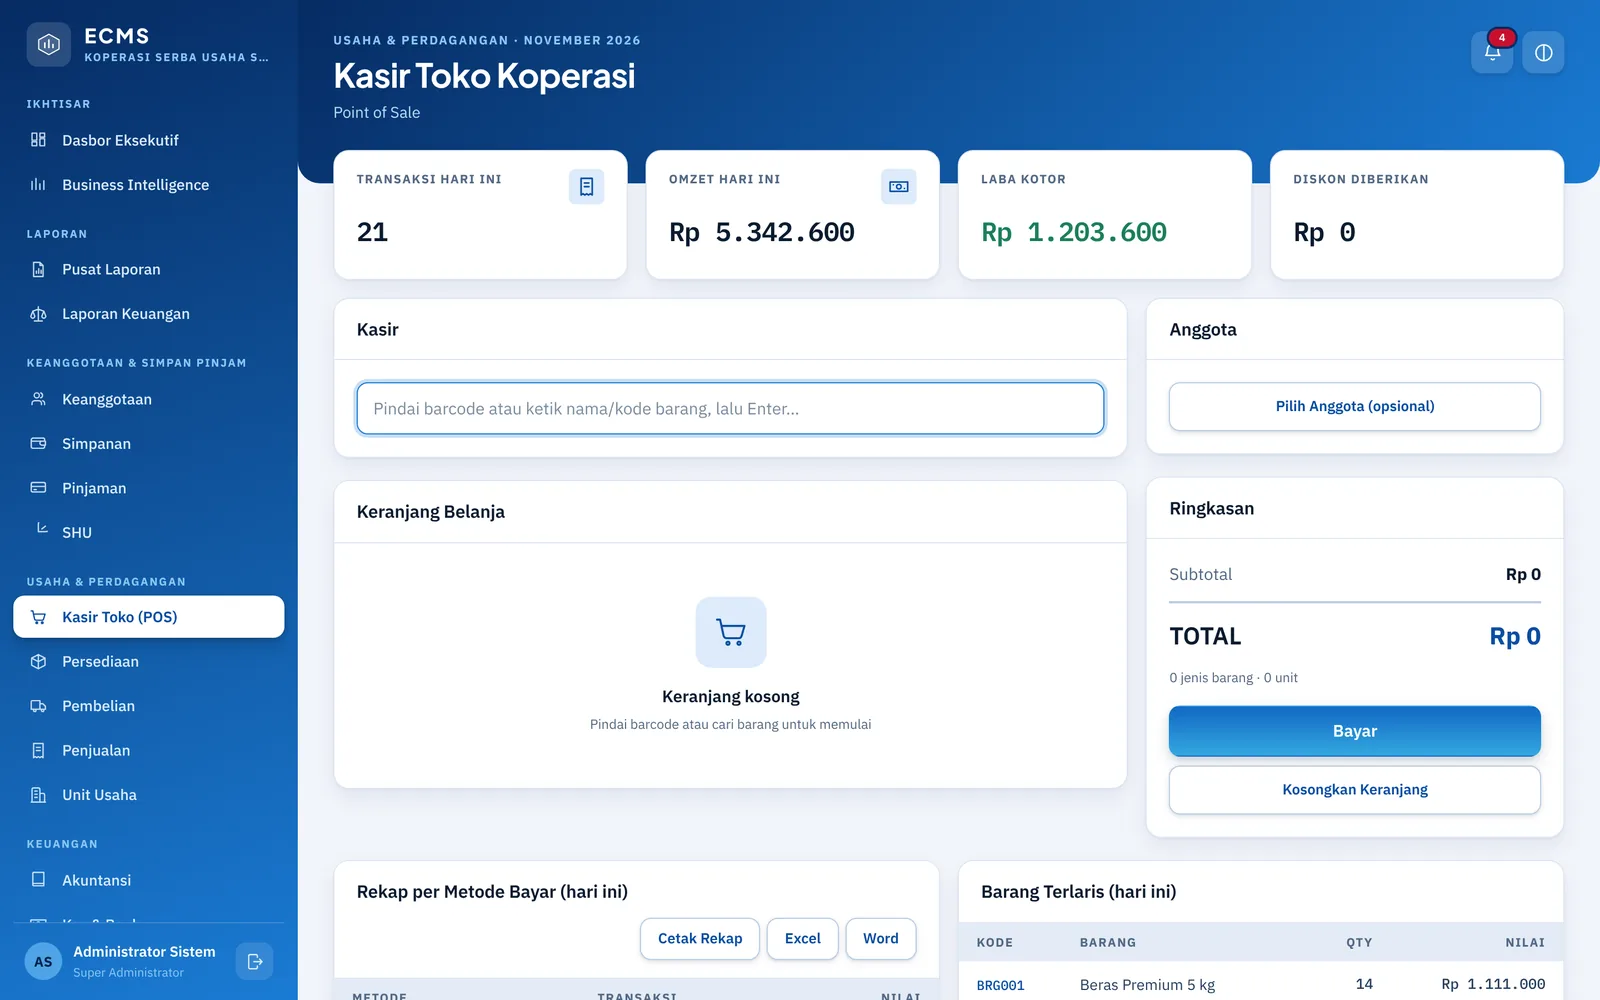 ECMS
KOPERASI SERBA USAHA S...
IKHTISAR
Dasbor Eksekutif
Business Intelligence
LAPORAN
Pusat Laporan
Laporan Keuangan
KEANGGOTAAN & SIMPAN PINJAM
Keanggotaan
Simpanan
Pinjaman
SHU
USAHA & PERDAGANGAN
Kasir Toko (POS)
Persediaan
Pembelian
Penjualan
Unit Usaha
KEUANGAN
Akuntansi
AS
Administrator Sistem
Super Administrator
USAHA & PERDAGANGAN · NOVEMBER 2026
Kasir Toko Koperasi
Point of Sale
4
TRANSAKSI HARI INI
21
OMZET HARI INI
Rp 5.342.600
LABA KOTOR
Rp 1.203.600
DISKON DIBERIKAN
Rp 0
Kasir
Pindai barcode atau ketik nama/kode barang, lalu Enter...
Anggota
Pilih Anggota (opsional)
Keranjang Belanja
Keranjang kosong
Pindai barcode atau cari barang untuk memulai
Ringkasan
Subtotal Rp 0
TOTAL Rp 0
0 jenis barang · 0 unit
Bayar
Kosongkan Keranjang
Rekap per Metode Bayar (hari ini)
Cetak Rekap Excel Word
METODE TRANSAKSI NILAI
Barang Terlaris (hari ini)
KODE BARANG QTY NILAI
BRG001 Beras Premium 5 kg 14 Rp 1.111.000